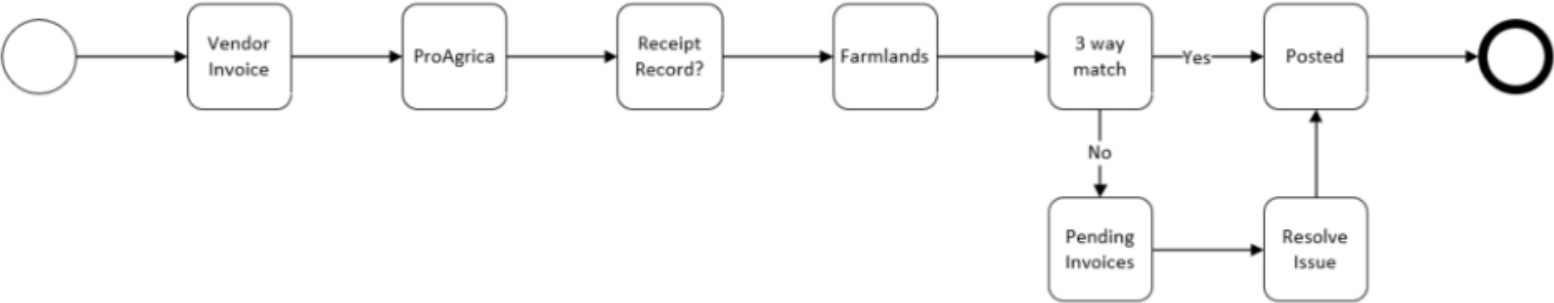 Vendor
Invoice
ProAgrica
Receipt
Record?
Farmlands
3 way
match
Yes
Posted
No
Pending
Invoices
Resolve
Issue